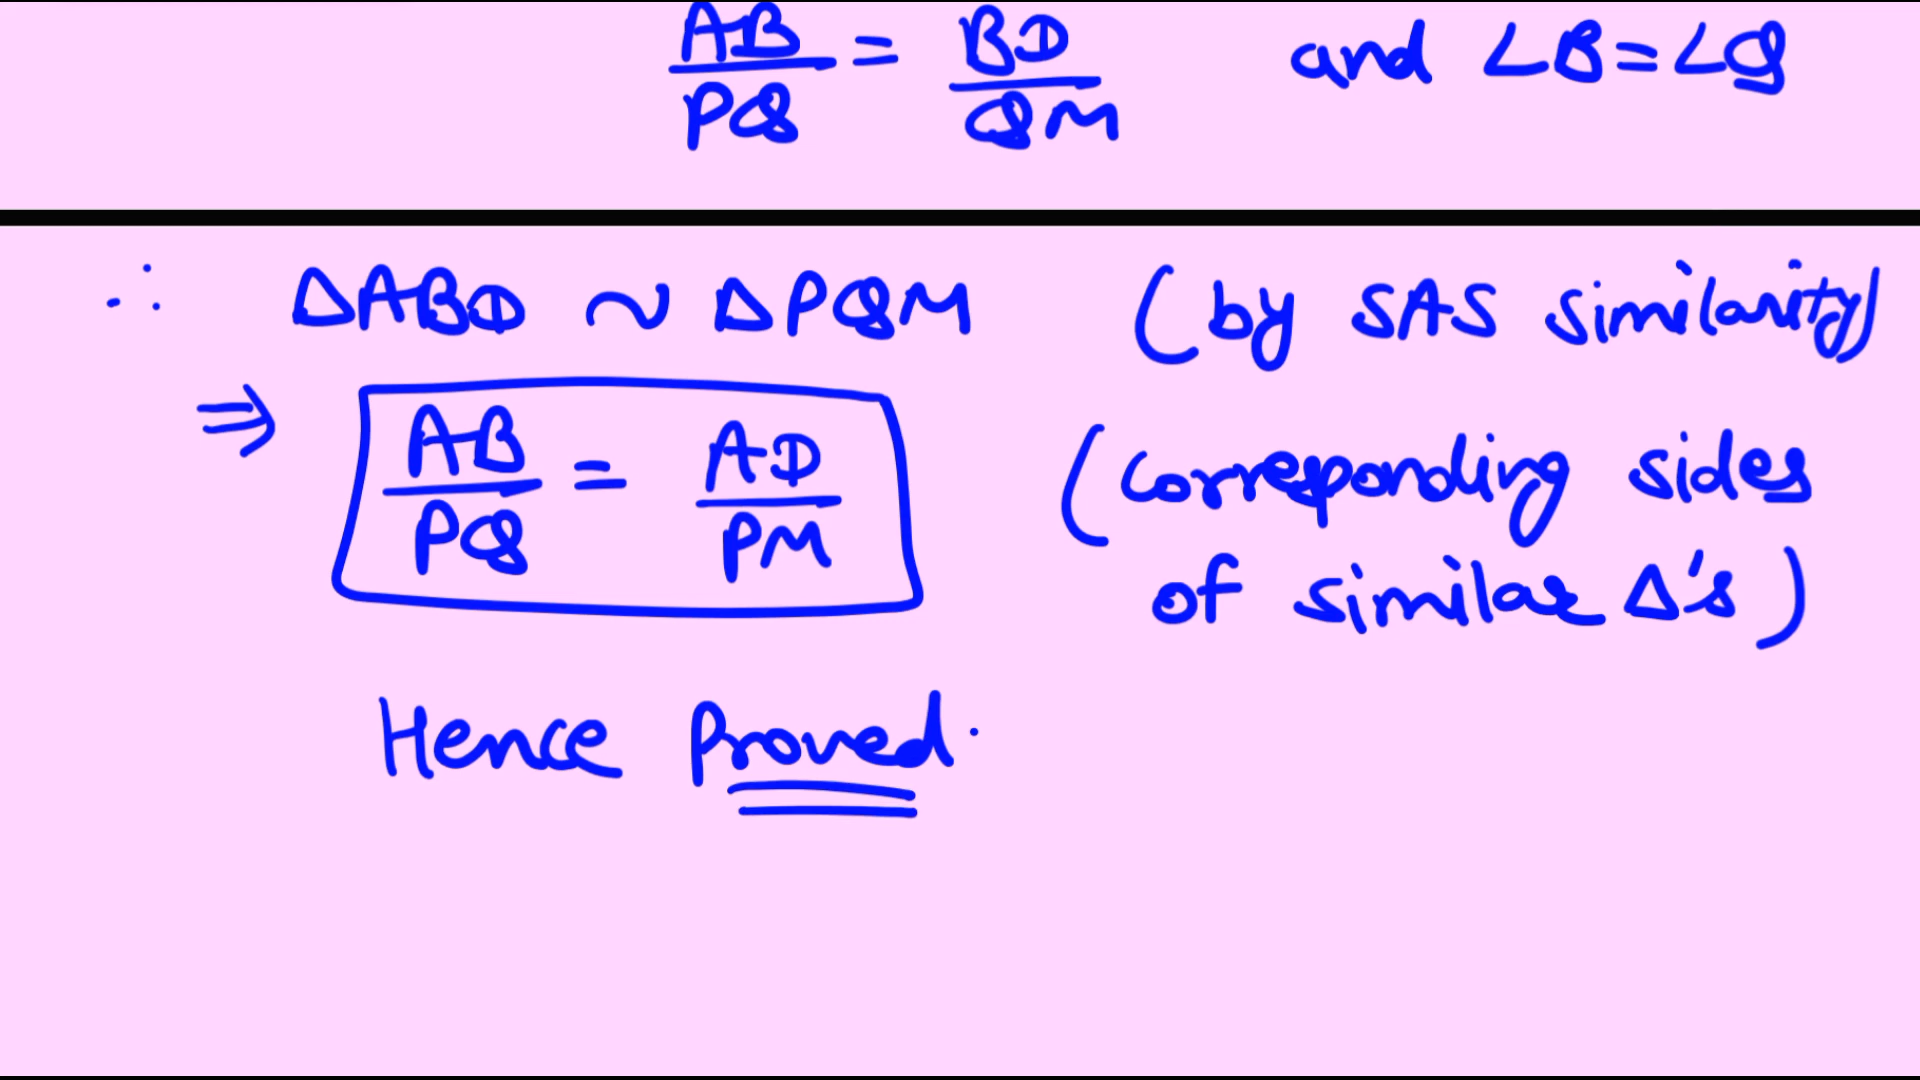 AB/PQ = BD/QM and ∠B=∠Q
∴ ΔABD ~ ΔPQM (by SAS similarity)
⇒ AB/PQ = AD/PM (corresponding sides
of similar Δ's)
Hence Proved.